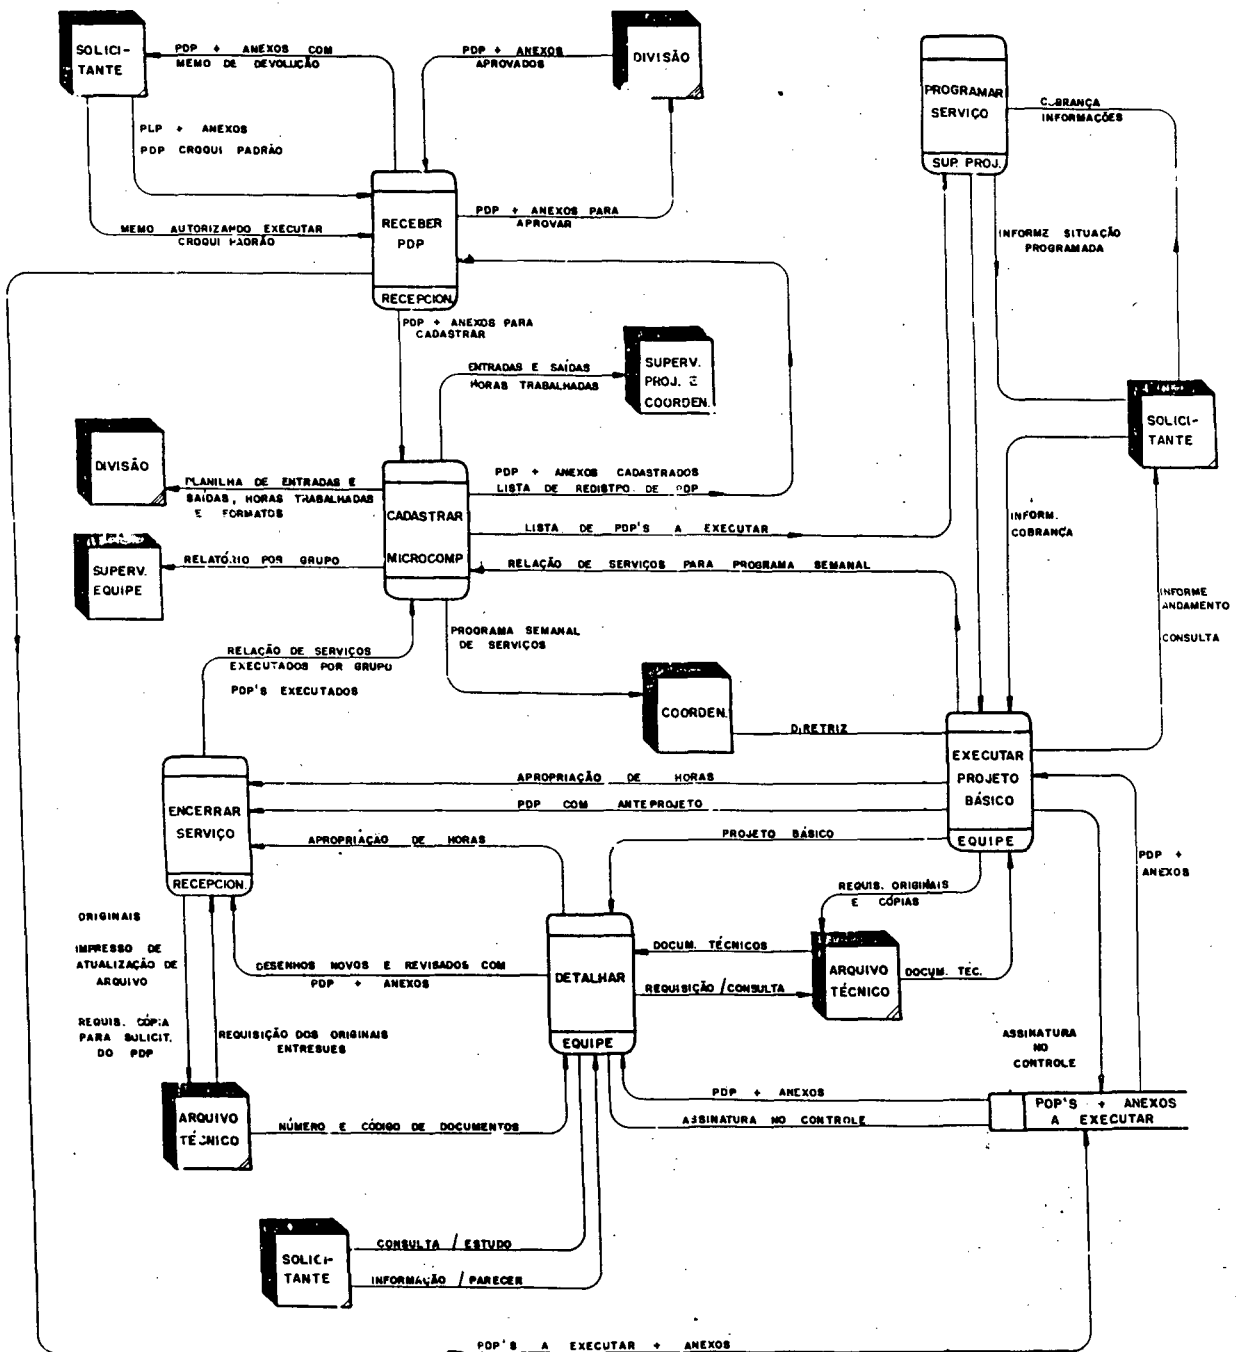 SOLICI-
TANTE
PDP + ANEXOS COM
MEMO DE DEVOLUÇÃO
PDP + ANEXOS
APROVADOS
DIVISÃO
PROGRAMAR
SERVIÇO
SUP. PROJ.
COBRANÇA
INFORMAÇÕES
PLP + ANEXOS
PDP CROQUI PADRÃO
MEMO AUTORIZANDO EXECUTAR
CROQUI PADRÃO
RECEBER
PDP
RECEPCION.
PDP + ANEXOS PARA
APROVAR
INFORME SITUAÇÃO
PROGRAMADA
PDP + ANEXOS PARA
CADASTRAR
ENTRADAS E SAÍDAS
HORAS TRABALHADAS
SUPERV.
PROJ. E
COORDEN.
SOLICI-
TANTE
DIVISÃO
PLANILHA DE ENTRADAS E
SAÍDAS, HORAS TRABALHADAS
E FORMATOS
CADASTRAR
MICROCOMP
PDP + ANEXOS CADASTRADOS
LISTA DE REDISTRO. DE PDP
LISTA DE PDP'S A EXECUTAR
INFORM.
COBRANÇA
SUPERV.
EQUIPE
RELATÓRIO POR GRUPO
RELAÇÃO DE SERVIÇOS PARA PROGRAMA SEMANAL
INFORME
ANDAMENTO
CONSULTA
PROGRAMA SEMANAL
DE SERVIÇOS
RELAÇÃO DE SERVIÇOS
EXECUTADOS POR GRUPO
PDP'S EXECUTADOS
COORDEN.
DIRETRIZ
EXECUTAR
PROJETO
BÁSICO
EQUIPE
ENCERRAR
SERVIÇO
RECEPCION.
APROPRIAÇÃO DE HORAS
PDP COM ANTEPROJETO
APROPRIAÇÃO DE HORAS
PROJETO BÁSICO
PDP +
ANEXOS
REQUIS. ORIGINAIS
E CÓPIAS
ORIGINAIS
IMPRESSO DE
ATUALIZAÇÃO DE
ARQUIVO
REQUIS. CÓPIA
PARA SOLICIT.
DO PDP
DESENHOS NOVOS E REVISADOS COM
PDP + ANEXOS
DETALHAR
EQUIPE
DOCUM. TÉCNICOS
REQUISIÇÃO / CONSULTA
ARQUIVO
TÉCNICO
DOCUM. TÉC.
REQUISIÇÃO DOS ORIGINAIS
ENTREGUES
ASSINATURA
NO
CONTROLE
ARQUIVO
TÉCNICO
NÚMERO E CÓDIGO DE DOCUMENTOS
PDP + ANEXOS
ASSINATURA NO CONTROLE
PDP'S + ANEXOS
A EXECUTAR
SOLICI-
TANTE
CONSULTA / ESTUDO
INFORMAÇÃO / PARECER
PDP'S A EXECUTAR + ANEXOS